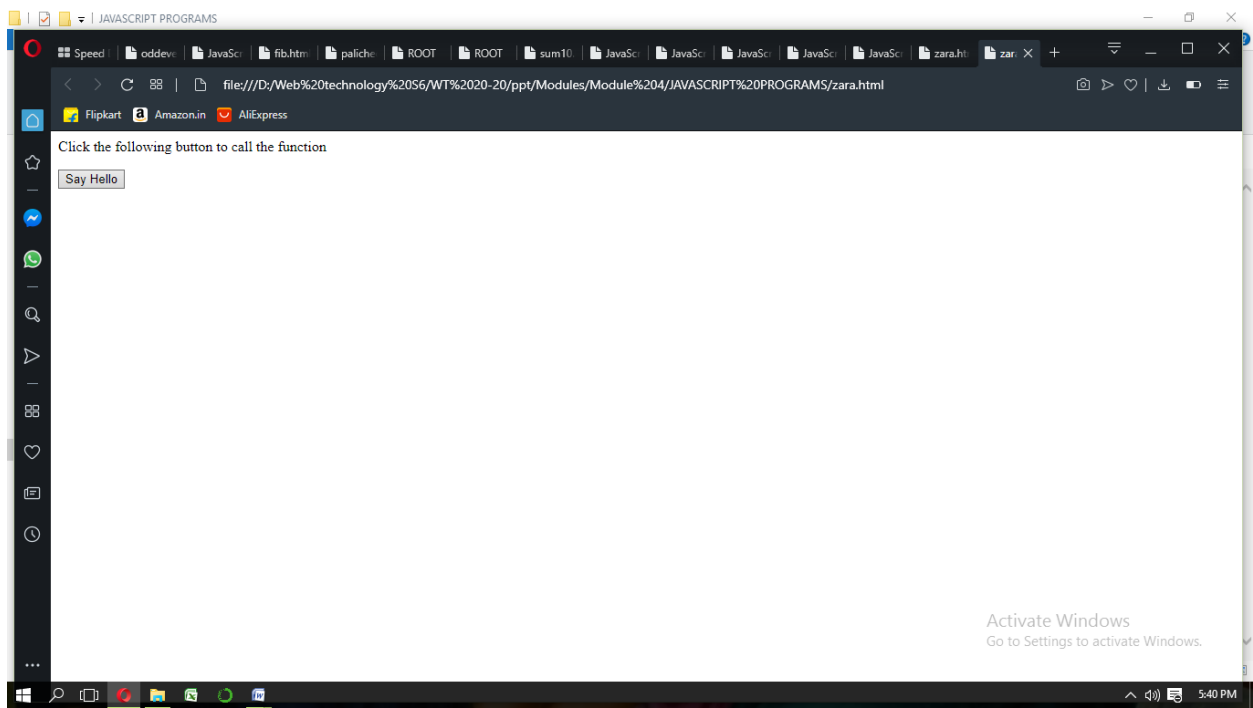 JAVASCRIPT PROGRAMS
Speed oddeve JavaScr fib.html paliche ROOT ROOT sum10. JavaScr JavaScr JavaScr JavaScr JavaScr zara.ht zara
file:///D:/Web%20technology%20S6/WT%2020-20/ppt/Modules/Module%204/JAVASCRIPT%20PROGRAMS/zara.html
Flipkart Amazon.in AliExpress
Click the following button to call the function
Say Hello
Activate Windows
Go to Settings to activate Windows.
5:40 PM